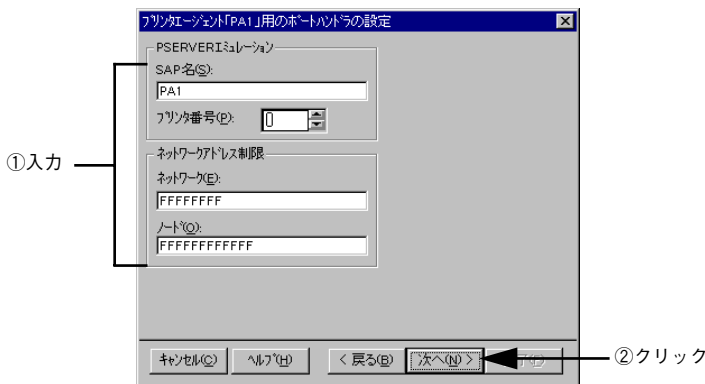 プリンタエージェント「PA1」用のポートハンドラの設定
PSERVERエミュレーション
SAP名(S):
PA1
プリンタ番号(P): 0
①入力
ネットワークアドレス制限
ネットワーク(E):
FFFFFFFF
ノード(O):
FFFFFFFFFFFF
キャンセル(C) ヘルプ(H) < 戻る(B) 次へ(N) > ②クリック